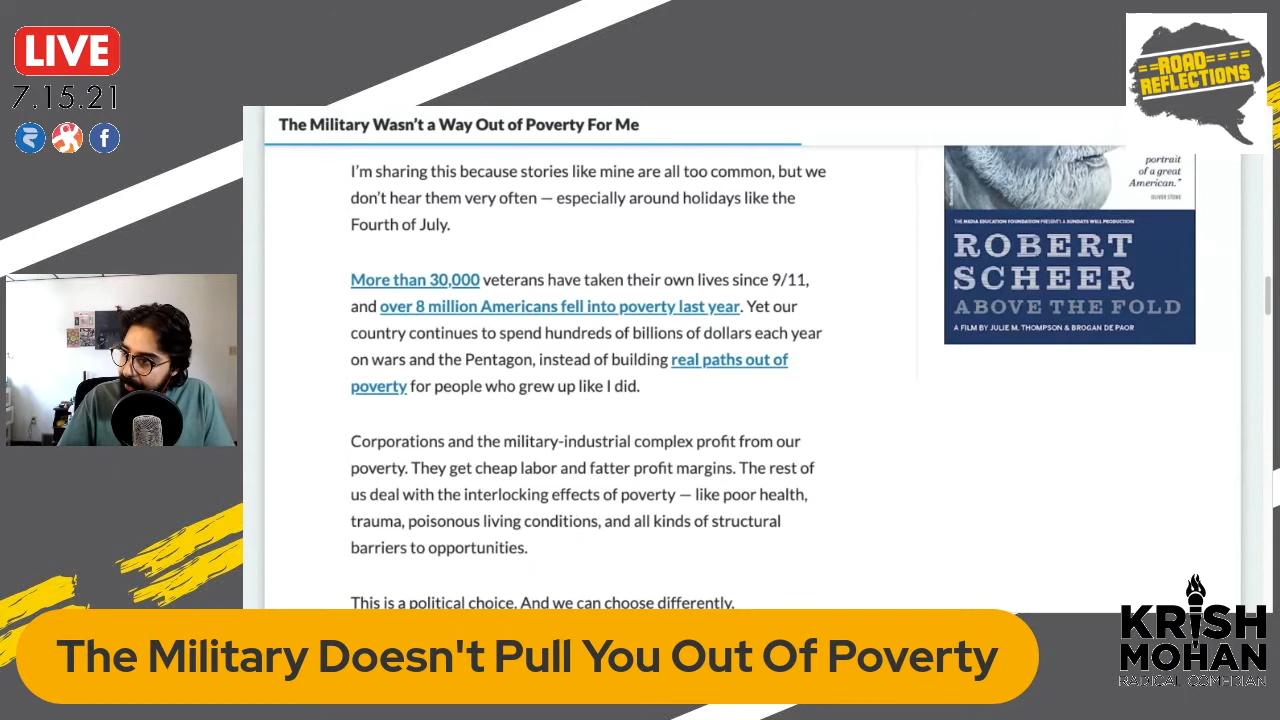 LIVE
7.15.21
==ROAD====
REFLECTIONS
The Military Wasn't a Way Out of Poverty For Me
I'm sharing this because stories like mine are all too common, but we
don't hear them very often — especially around holidays like the
Fourth of July.
More than 30,000 veterans have taken their own lives since 9/11,
and over 8 million Americans fell into poverty last year. Yet our
country continues to spend hundreds of billions of dollars each year
on wars and the Pentagon, instead of building real paths out of
poverty for people who grew up like I did.
Corporations and the military-industrial complex profit from our
poverty. They get cheap labor and fatter profit margins. The rest of
us deal with the interlocking effects of poverty — like poor health,
trauma, poisonous living conditions, and all kinds of structural
barriers to opportunities.
This is a political choice. And we can choose differently.
portrait
of a great
American."
OLIVER STONE
THE MEDIA EDUCATION FOUNDATION PRESENTS A SUNDAYS WELL PRODUCTION
ROBERT
SCHEER
ABOVE THE FOLD
A FILM BY JULIE M. THOMPSON & BROGAN DE PAOR
The Military Doesn't Pull You Out Of Poverty
KRISH
MOHAN
RADICAL COMEDIAN